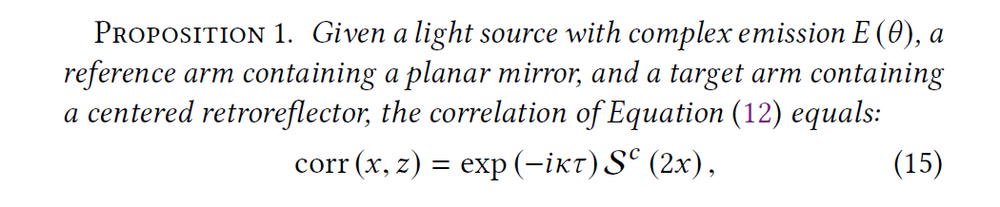 PROPOSITION 1. Given a light source with complex emission E (θ), a
reference arm containing a planar mirror, and a target arm containing
a centered retroreflector, the correlation of Equation (12) equals:
corr (x, z) = exp (−iκτ) 𝒮ᶜ (2x) , (15)